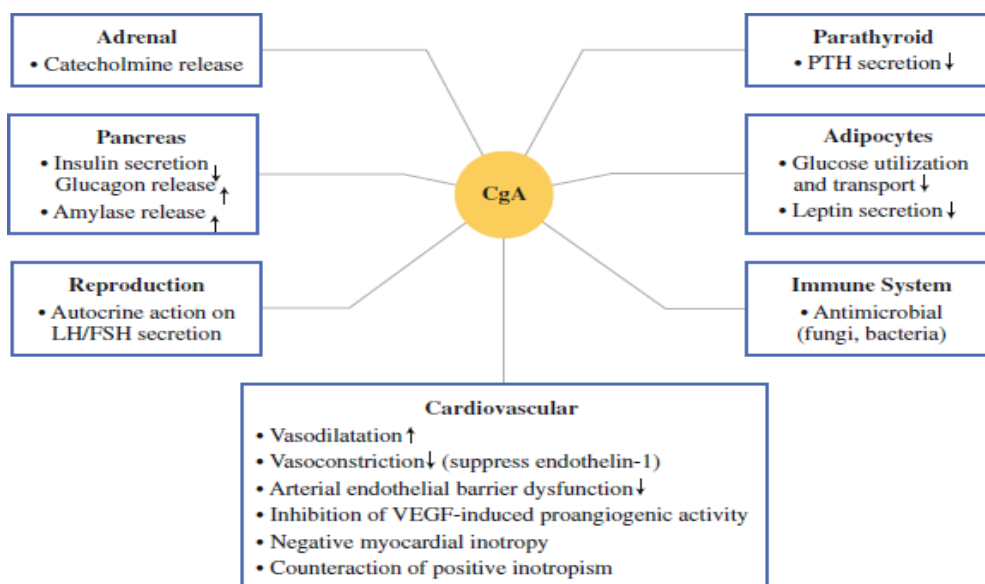 Adrenal
• Catecholmine release
Pancreas
• Insulin secretion ↓
Glucagon release ↑
• Amylase release ↑
Reproduction
• Autocrine action on
LH/FSH secretion
CgA
Parathyroid
• PTH secretion ↓
Adipocytes
• Glucose utilization
and transport ↓
• Leptin secretion ↓
Immune System
• Antimicrobial
(fungi, bacteria)
Cardiovascular
• Vasodilatation ↑
• Vasoconstriction ↓ (suppress endothelin-1)
• Arterial endothelial barrier dysfunction ↓
• Inhibition of VEGF-induced proangiogenic activity
• Negative myocardial inotropy
• Counteraction of positive inotropism